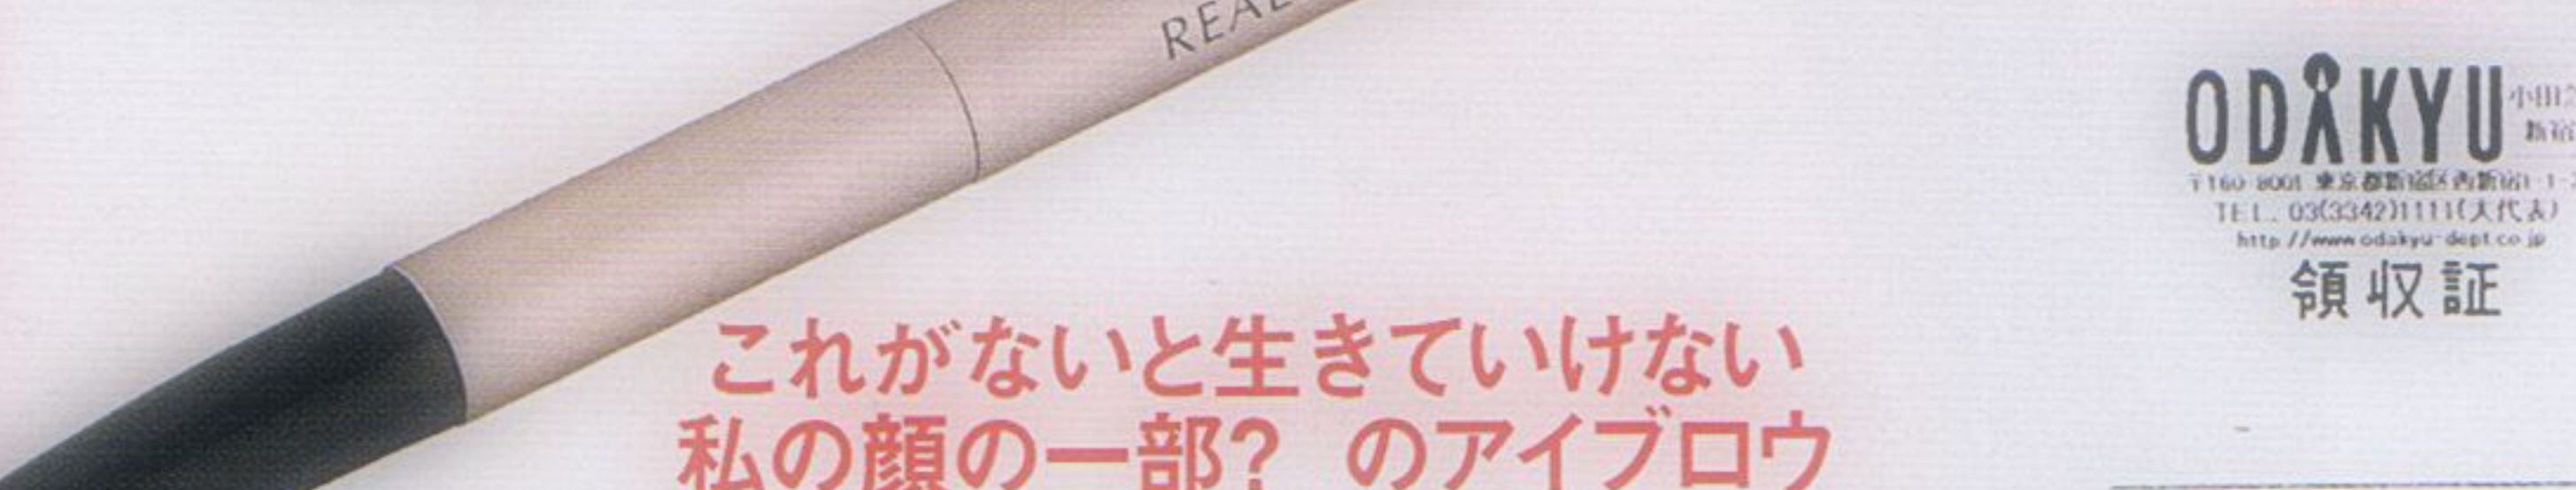 REAL
ODAKYU
〒160-8001 東京都新宿区西新宿1-1-
TEL. 03(3342)1111(大代表)
http://www.odakyu-dept.co.jp
領収証
これがないと生きていけない
私の顔の一部? のアイブロウ